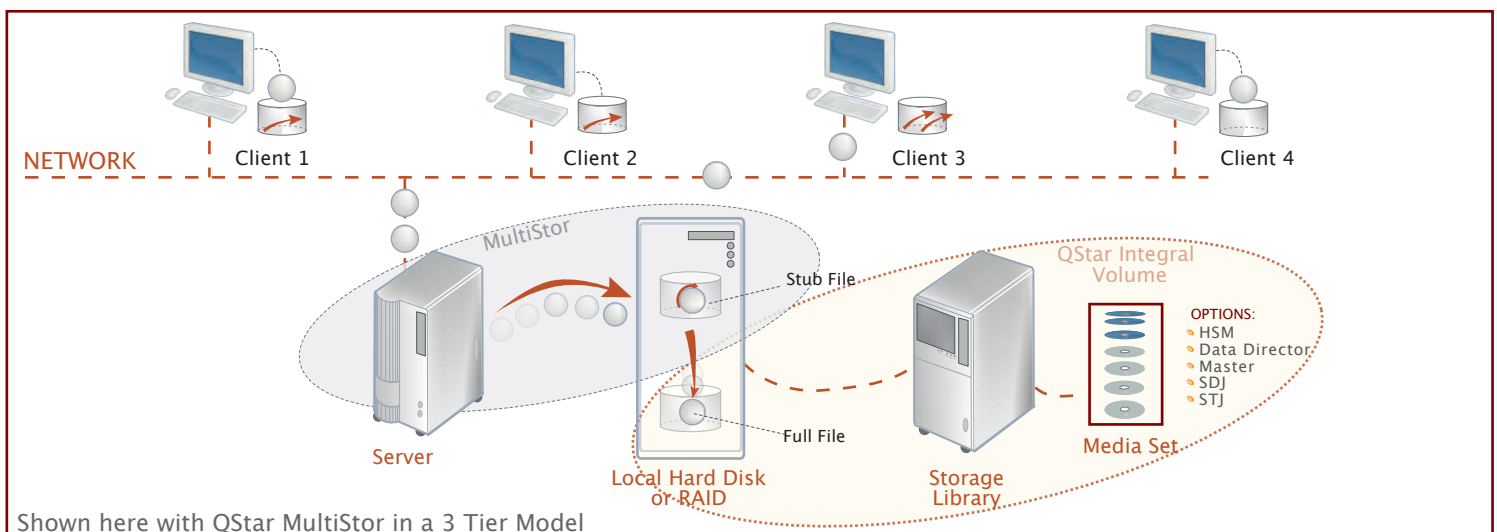 Client 1
Client 2
Client 3
Client 4
NETWORK
MultiStor
Stub File
Full File
QStar Integral
Volume
OPTIONS:
HSM
Data Director
Master
SDJ
STJ
Server
Local Hard Disk
or RAID
Storage
Library
Media Set
Shown here with QStar MultiStor in a 3 Tier Model